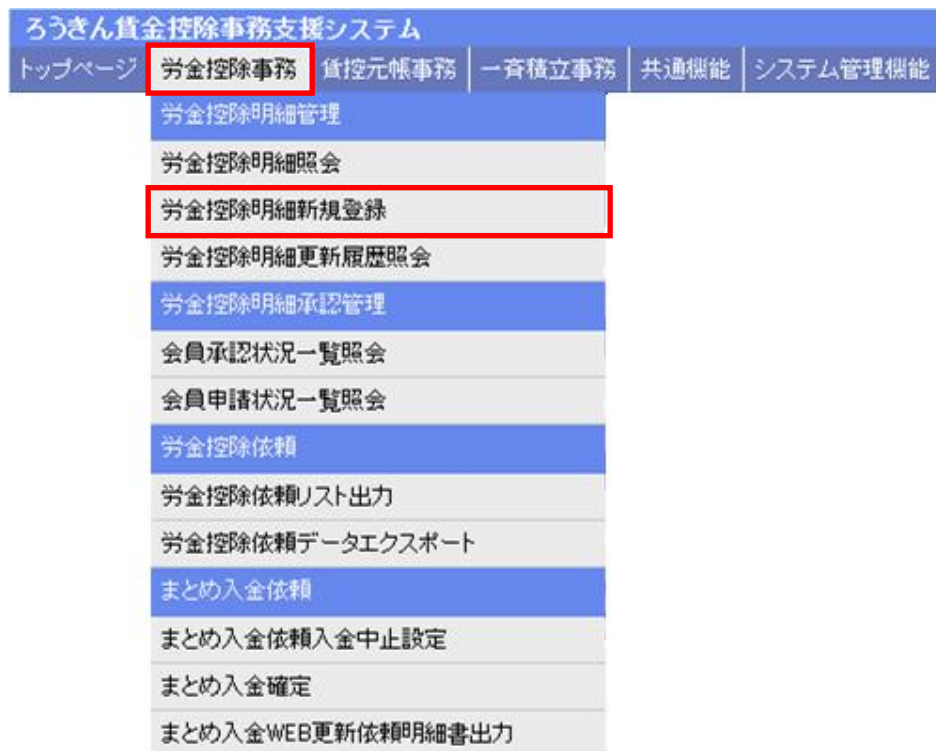 ろうきん賃金控除事務支援システム
トップページ 労金控除事務 賃控元帳事務 一斉積立事務 共通機能 システム管理機能
労金控除明細管理
労金控除明細照会
労金控除明細新規登録
労金控除明細更新履歴照会
労金控除明細承認管理
会員承認状況一覧照会
会員申請状況一覧照会
労金控除依頼
労金控除依頼リスト出力
労金控除依頼データエクスポート
まとめ入金依頼
まとめ入金依頼入金中止設定
まとめ入金確定
まとめ入金WEB更新依頼明細書出力